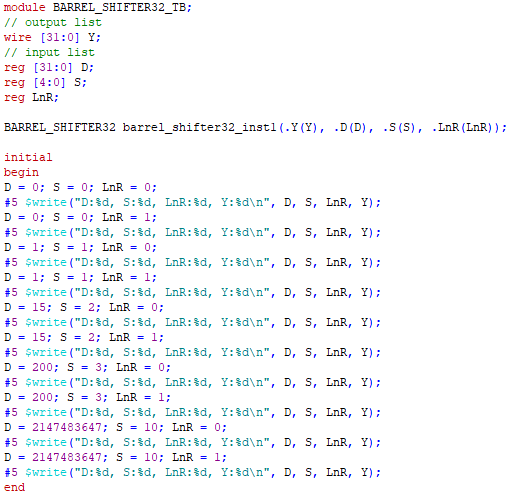 module BARREL_SHIFTER32_TB;
// output list
wire [31:0] Y;
// input list
reg [31:0] D;
reg [4:0] S;
reg LnR;
BARREL_SHIFTER32 barrel_shifter32_inst1(.Y(Y), .D(D), .S(S), .LnR(LnR));
initial
begin
D = 0; S = 0; LnR = 0;
#5 $write("D:%d, S:%d, LnR:%d, Y:%d\n", D, S, LnR, Y);
D = 0; S = 0; LnR = 1;
#5 $write("D:%d, S:%d, LnR:%d, Y:%d\n", D, S, LnR, Y);
D = 1; S = 1; LnR = 0;
#5 $write("D:%d, S:%d, LnR:%d, Y:%d\n", D, S, LnR, Y);
D = 1; S = 1; LnR = 1;
#5 $write("D:%d, S:%d, LnR:%d, Y:%d\n", D, S, LnR, Y);
D = 15; S = 2; LnR = 0;
#5 $write("D:%d, S:%d, LnR:%d, Y:%d\n", D, S, LnR, Y);
D = 15; S = 2; LnR = 1;
#5 $write("D:%d, S:%d, LnR:%d, Y:%d\n", D, S, LnR, Y);
D = 200; S = 3; LnR = 0;
#5 $write("D:%d, S:%d, LnR:%d, Y:%d\n", D, S, LnR, Y);
D = 200; S = 3; LnR = 1;
#5 $write("D:%d, S:%d, LnR:%d, Y:%d\n", D, S, LnR, Y);
D = 2147483647; S = 10; LnR = 0;
#5 $write("D:%d, S:%d, LnR:%d, Y:%d\n", D, S, LnR, Y);
D = 2147483647; S = 10; LnR = 1;
#5 $write("D:%d, S:%d, LnR:%d, Y:%d\n", D, S, LnR, Y);
end